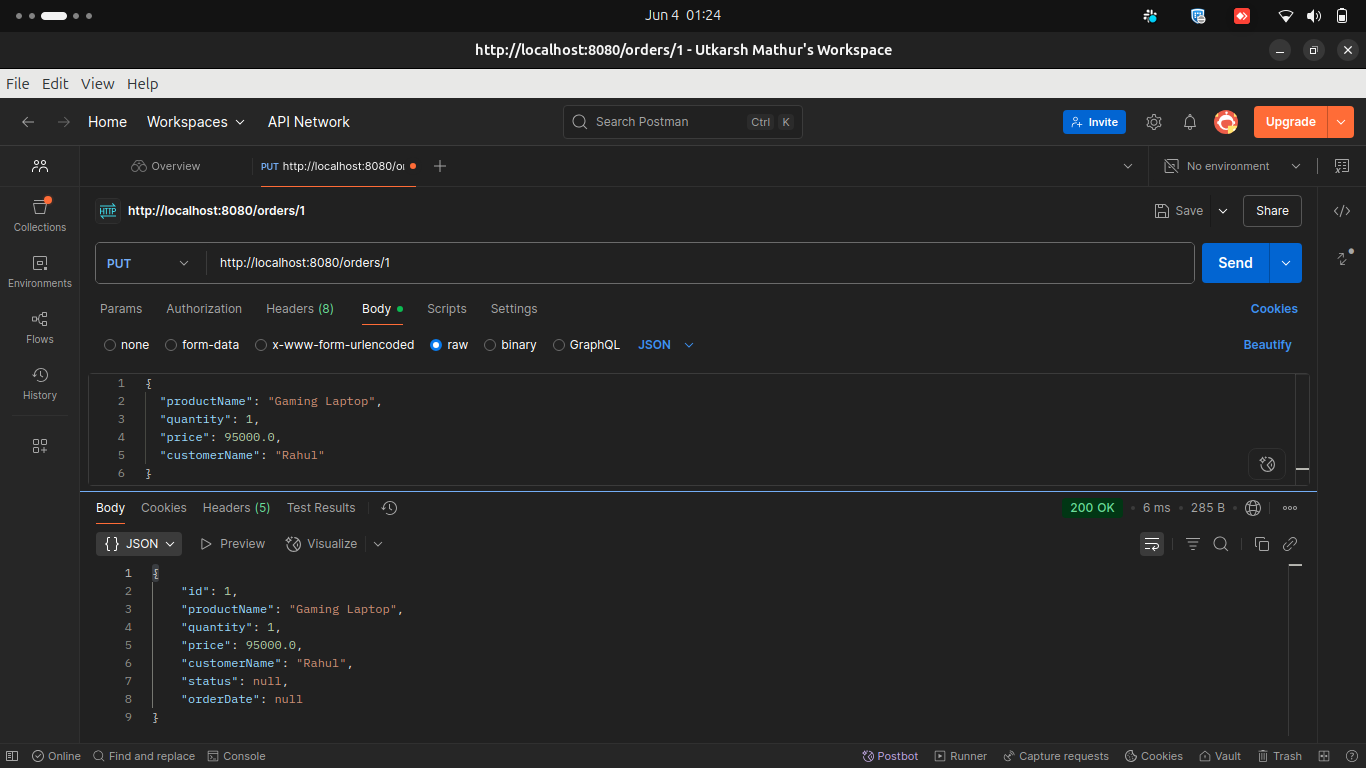 Jun 4 01:24
http://localhost:8080/orders/1 - Utkarsh Mathur's Workspace
File Edit View Help
Home Workspaces API Network Search Postman Ctrl K Invite Upgrade
Overview PUT http://localhost:8080/or No environment
HTTP http://localhost:8080/orders/1 Save Share
Collections
PUT http://localhost:8080/orders/1 Send
Environments
Params Authorization Headers (8) Body Scripts Settings Cookies
Flows
none form-data x-www-form-urlencoded raw binary GraphQL JSON Beautify
History
1 {
2 "productName": "Gaming Laptop",
3 "quantity": 1,
4 "price": 95000.0,
5 "customerName": "Rahul"
6 }
Body Cookies Headers (5) Test Results 200 OK • 6 ms • 285 B
{} JSON Preview Visualize
1 {
2 "id": 1,
3 "productName": "Gaming Laptop",
4 "quantity": 1,
5 "price": 95000.0,
6 "customerName": "Rahul",
7 "status": null,
8 "orderDate": null
9 }
Online Find and replace Console Postbot Runner Capture requests Cookies Vault Trash